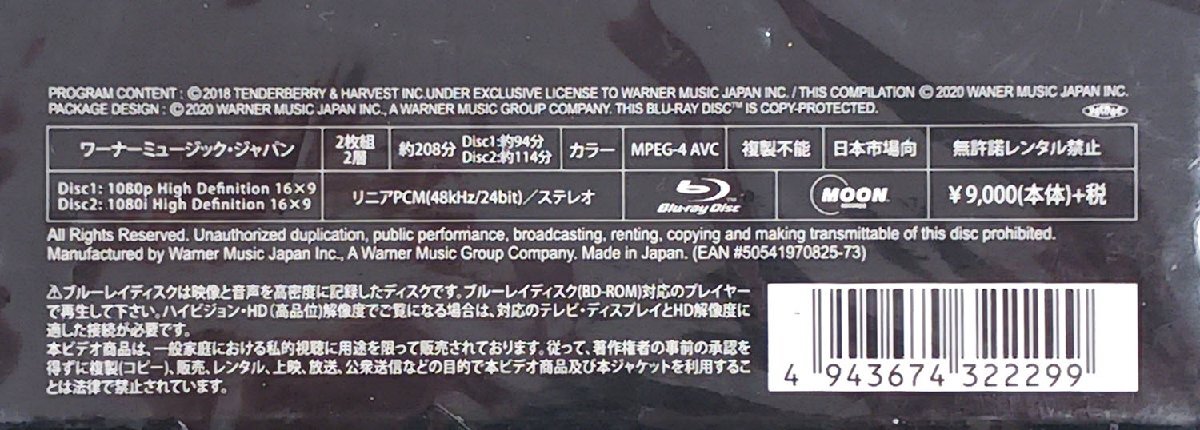 PROGRAM CONTENT : ©2018 TENDERBERRY & HARVEST INC.UNDER EXCLUSIVE LICENSE TO WARNER MUSIC JAPAN INC. / THIS COMPILATION © 2020 WANER MUSIC JAPAN INC.
PACKAGE DESIGN : © 2020 WARNER MUSIC JAPAN INC., A WARNER MUSIC GROUP COMPANY. THIS BLU-RAY DISC™ IS COPY-PROTECTED.
ワーナーミュージック・ジャパン 2枚組 約208分 Disc1:約94分 カラー MPEG-4 AVC 複製不能 日本市場向 無許諾レンタル禁止
2層 Disc2:約114分
Disc1: 1080p High Definition 16×9 リニアPCM(48kHz/24bit)/ステレオ Blu-ray Disc MOON ¥9,000(本体)+税
Disc2: 1080i High Definition 16×9
All Rights Reserved. Unauthorized duplication, public performance, broadcasting, renting, copying and making transmittable of this disc prohibited.
Manufactured by Warner Music Japan Inc., A Warner Music Group Company. Made in Japan. (EAN #50541970825-73)
⚠ブルーレイディスクは映像と音声を高密度に記録したディスクです。ブルーレイディスク(BD-ROM)対応のプレイヤー
で再生して下さい。ハイビジョン・HD(高品位)解像度でご覧になる場合は、対応のテレビ・ディスプレイとHD解像度に
適した接続が必要です。
本ビデオ商品は、一般家庭における私的視聴に用途を限って販売されております。従って、著作権者の事前の承認を
得ずに複製(コピー)、販売、レンタル、上映、放送、公衆送信などの目的で本ビデオ商品及び本ジャケットを利用するこ
とは法律で禁止されています。
4 943674 322299